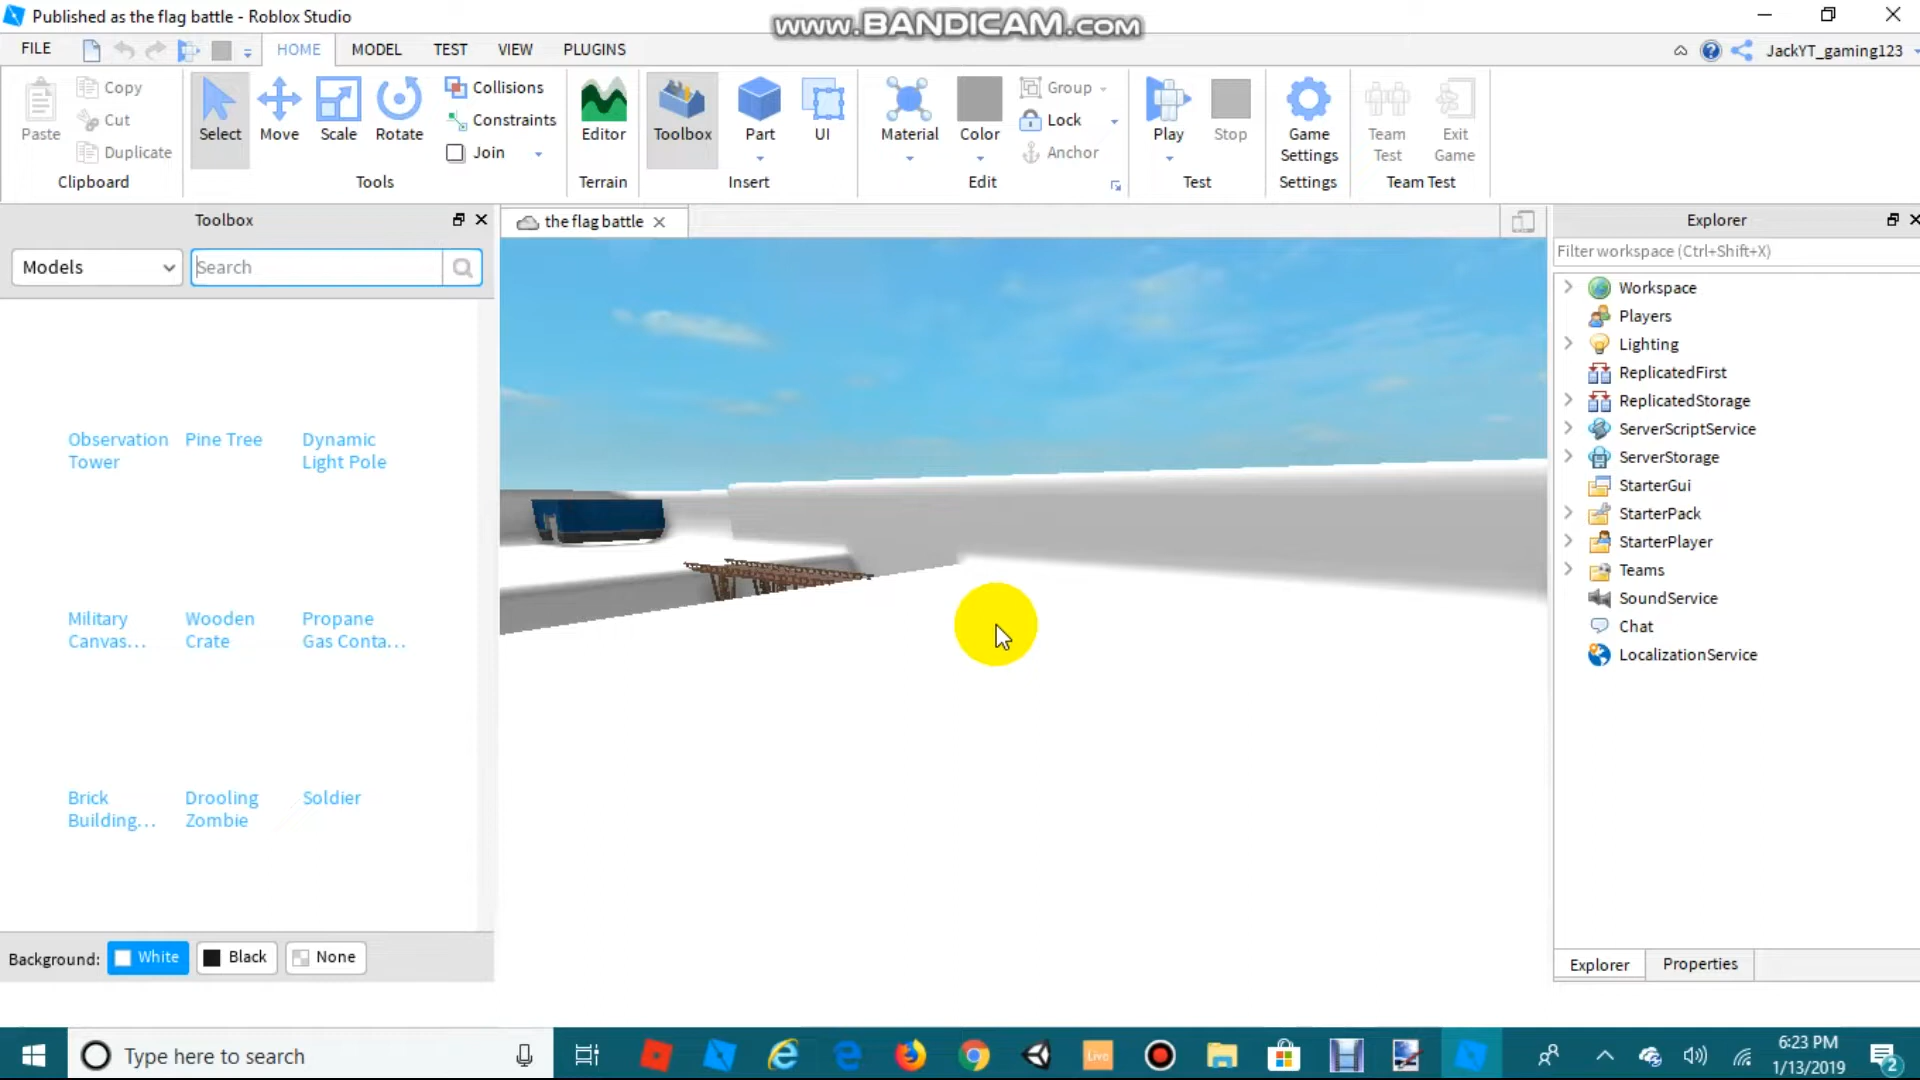 Published as the flag battle - Roblox Studio
www.BANDICAM.com
FILE
HOME
MODEL
TEST
VIEW
PLUGINS
JackYT_gaming123
Paste
Copy
Cut
Duplicate
Clipboard
Select
Move
Scale
Rotate
Collisions
Constraints
Join
Tools
Editor
Terrain
Toolbox
Part
UI
Insert
Material
Color
Group
Lock
Anchor
Edit
Play
Stop
Test
Game
Settings
Settings
Team
Test
Exit
Game
Team Test
Toolbox
Models
Search
Observation
Tower
Pine Tree
Dynamic
Light Pole
Military
Canvas...
Wooden
Crate
Propane
Gas Conta...
Brick
Building...
Drooling
Zombie
Soldier
Background:
White
Black
None
the flag battle
Explorer
Filter workspace (Ctrl+Shift+X)
Workspace
Players
Lighting
ReplicatedFirst
ReplicatedStorage
ServerScriptService
ServerStorage
StarterGui
StarterPack
StarterPlayer
Teams
SoundService
Chat
LocalizationService
Explorer
Properties
Type here to search
Live
6:23 PM
1/13/2019
2